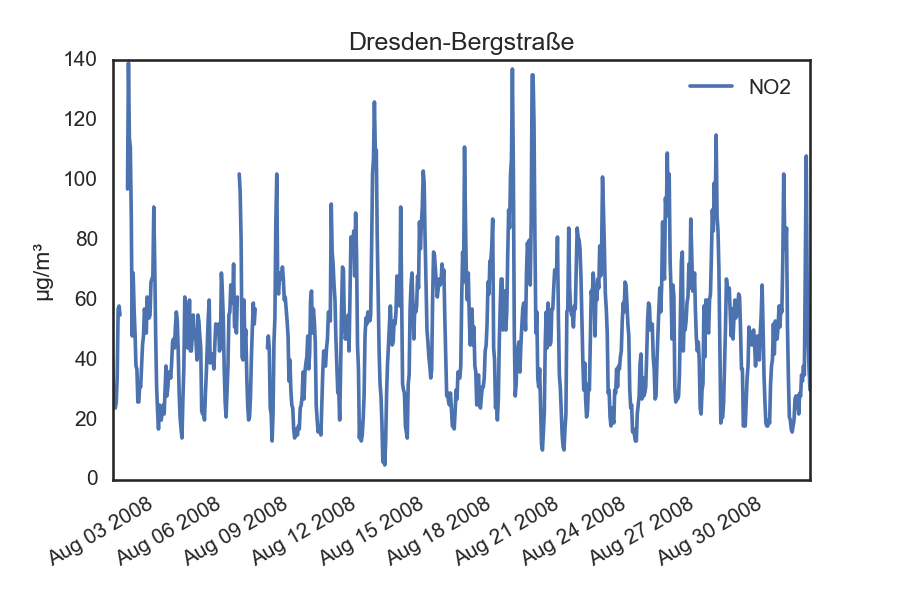 Dresden-Bergstraße
NO2
µg/m³
140
120
100
80
60
40
20
0
Aug 03 2008
Aug 06 2008
Aug 09 2008
Aug 12 2008
Aug 15 2008
Aug 18 2008
Aug 21 2008
Aug 24 2008
Aug 27 2008
Aug 30 2008